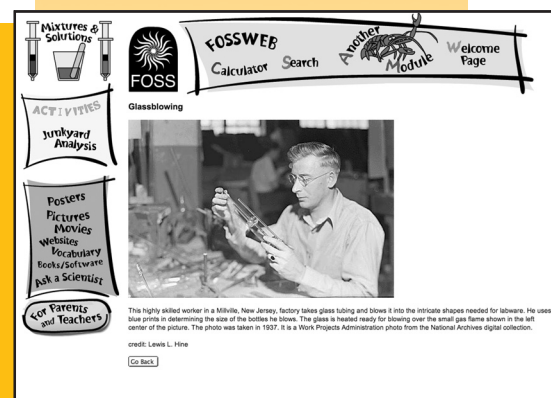 Mixtures &
Solutions
FOSS
FOSSWEB
Calculator Search
Another
Module
Welcome
Page
ACTIVITIES
Junkyard
Analysis
Posters
Pictures
Movies
Websites
Vocabulary
Books/Software
Ask a Scientist
For Parents
and Teachers
Glassblowing
This highly skilled worker in a Millville, New Jersey, factory takes glass tubing and blows it into the intricate shapes needed for labware. He uses
blue prints in determining the size of the bottles he blows. The glass is heated ready for blowing over the small gas flame shown in the left
center of the picture. The photo was taken in 1937. It is a Work Projects Administration photo from the National Archives digital collection.
credit: Lewis L. Hine
Go Back